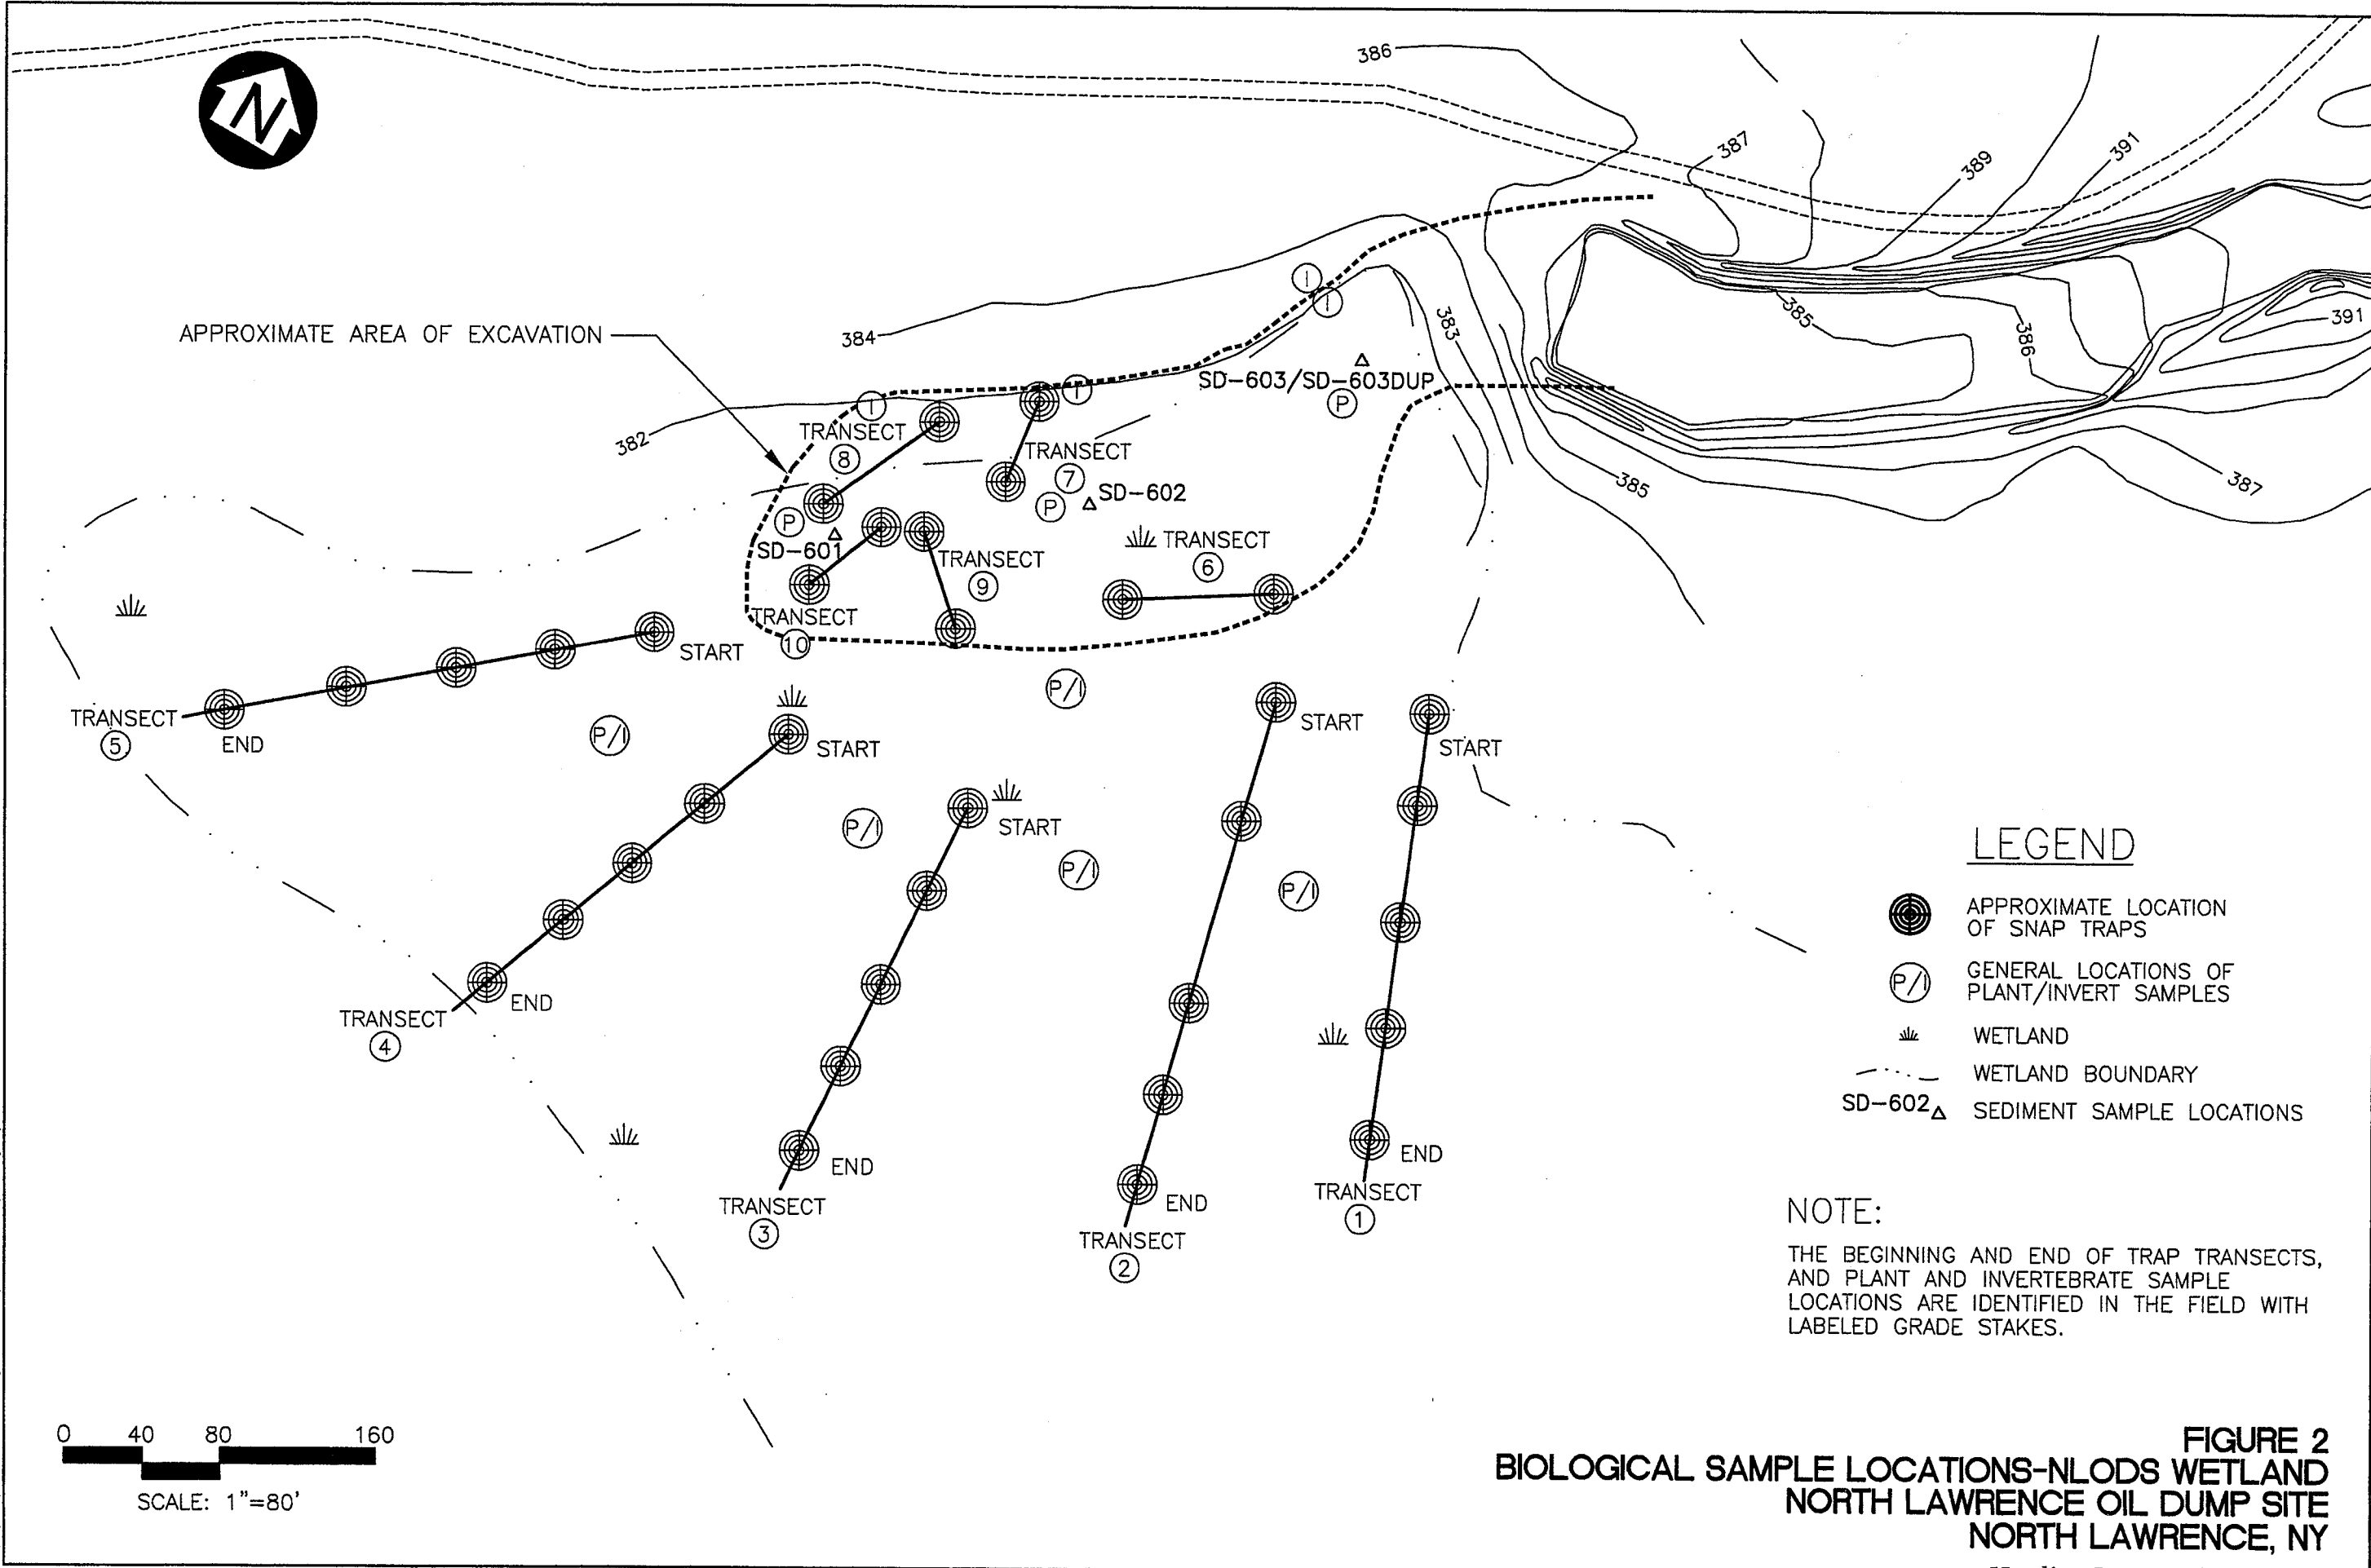 N
386
387
389
391
APPROXIMATE AREA OF EXCAVATION
384
383
385
386
391
382
I
I
SD-603/SD-603DUP
P
I
I
TRANSECT
8
TRANSECT
7
P
SD-602
385
387
P
SD-601
TRANSECT
9
TRANSECT
6
TRANSECT
10
START
TRANSECT
5
END
P/I
P/I
START
START
START
P/I
START
P/I
P/I
END
TRANSECT
4
END
TRANSECT
3
END
TRANSECT
2
END
TRANSECT
1
LEGEND
APPROXIMATE LOCATION
OF SNAP TRAPS
P/I
GENERAL LOCATIONS OF
PLANT/INVERT SAMPLES
WETLAND
WETLAND BOUNDARY
SD-602
SEDIMENT SAMPLE LOCATIONS
NOTE:
THE BEGINNING AND END OF TRAP TRANSECTS,
AND PLANT AND INVERTEBRATE SAMPLE
LOCATIONS ARE IDENTIFIED IN THE FIELD WITH
LABELED GRADE STAKES.
0 40 80 160
SCALE: 1"=80'
FIGURE 2
BIOLOGICAL SAMPLE LOCATIONS-NLODS WETLAND
NORTH LAWRENCE OIL DUMP SITE
NORTH LAWRENCE, NY